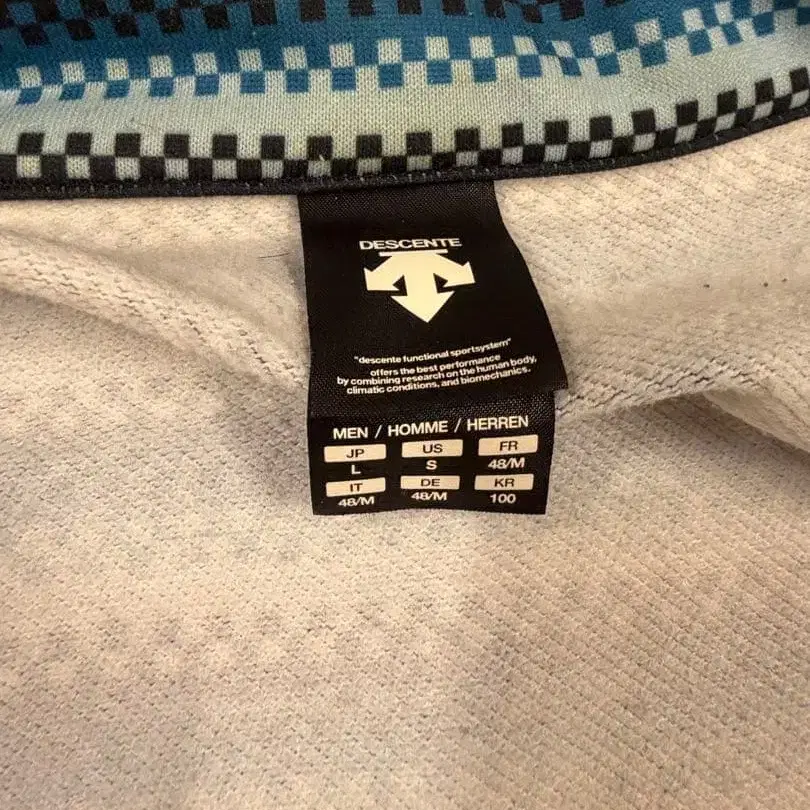 DESCENTE
"descente functional sportsystem"
offers the best performance
by combining research on the human body,
climatic conditions, and biomechanics.
MEN / HOMME / HERREN
JP US FR
L S 48/M
IT DE KR
48/M 48/M 100